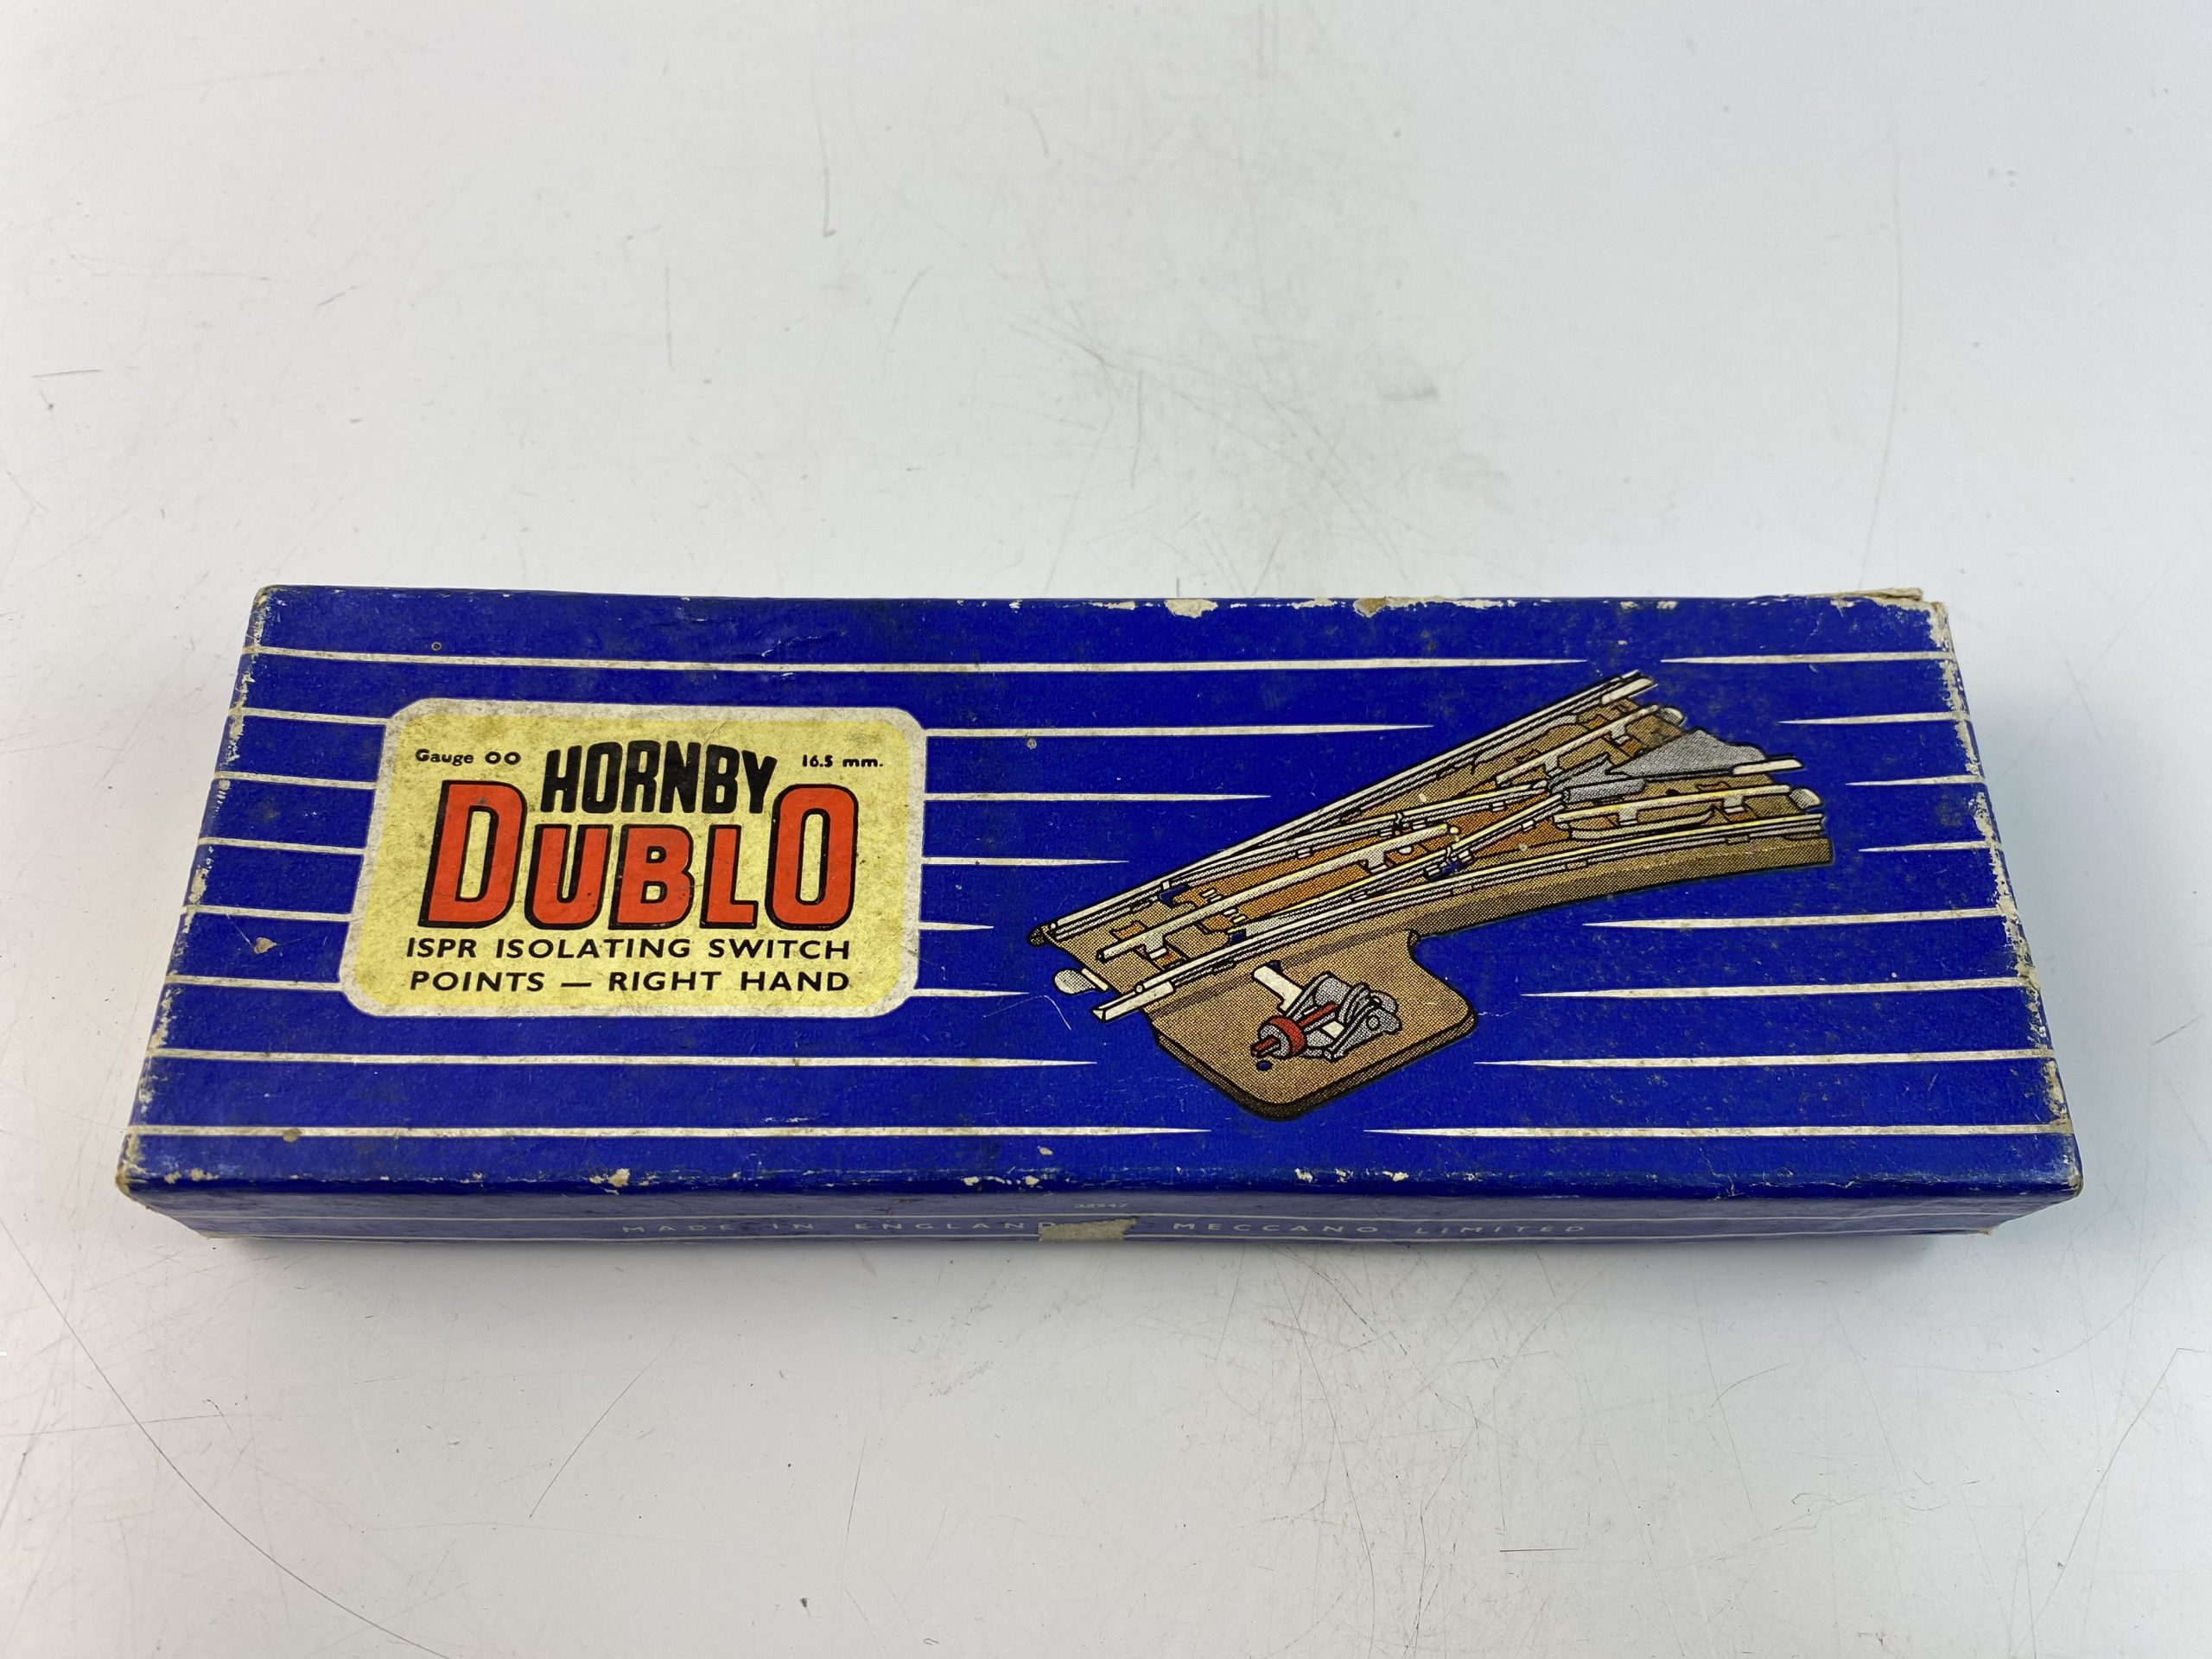 Gauge OO HORNBY 16.5 mm.
DUBLO
ISPR ISOLATING SWITCH
POINTS — RIGHT HAND
MADE IN ENGLAND MECCANO LIMITED